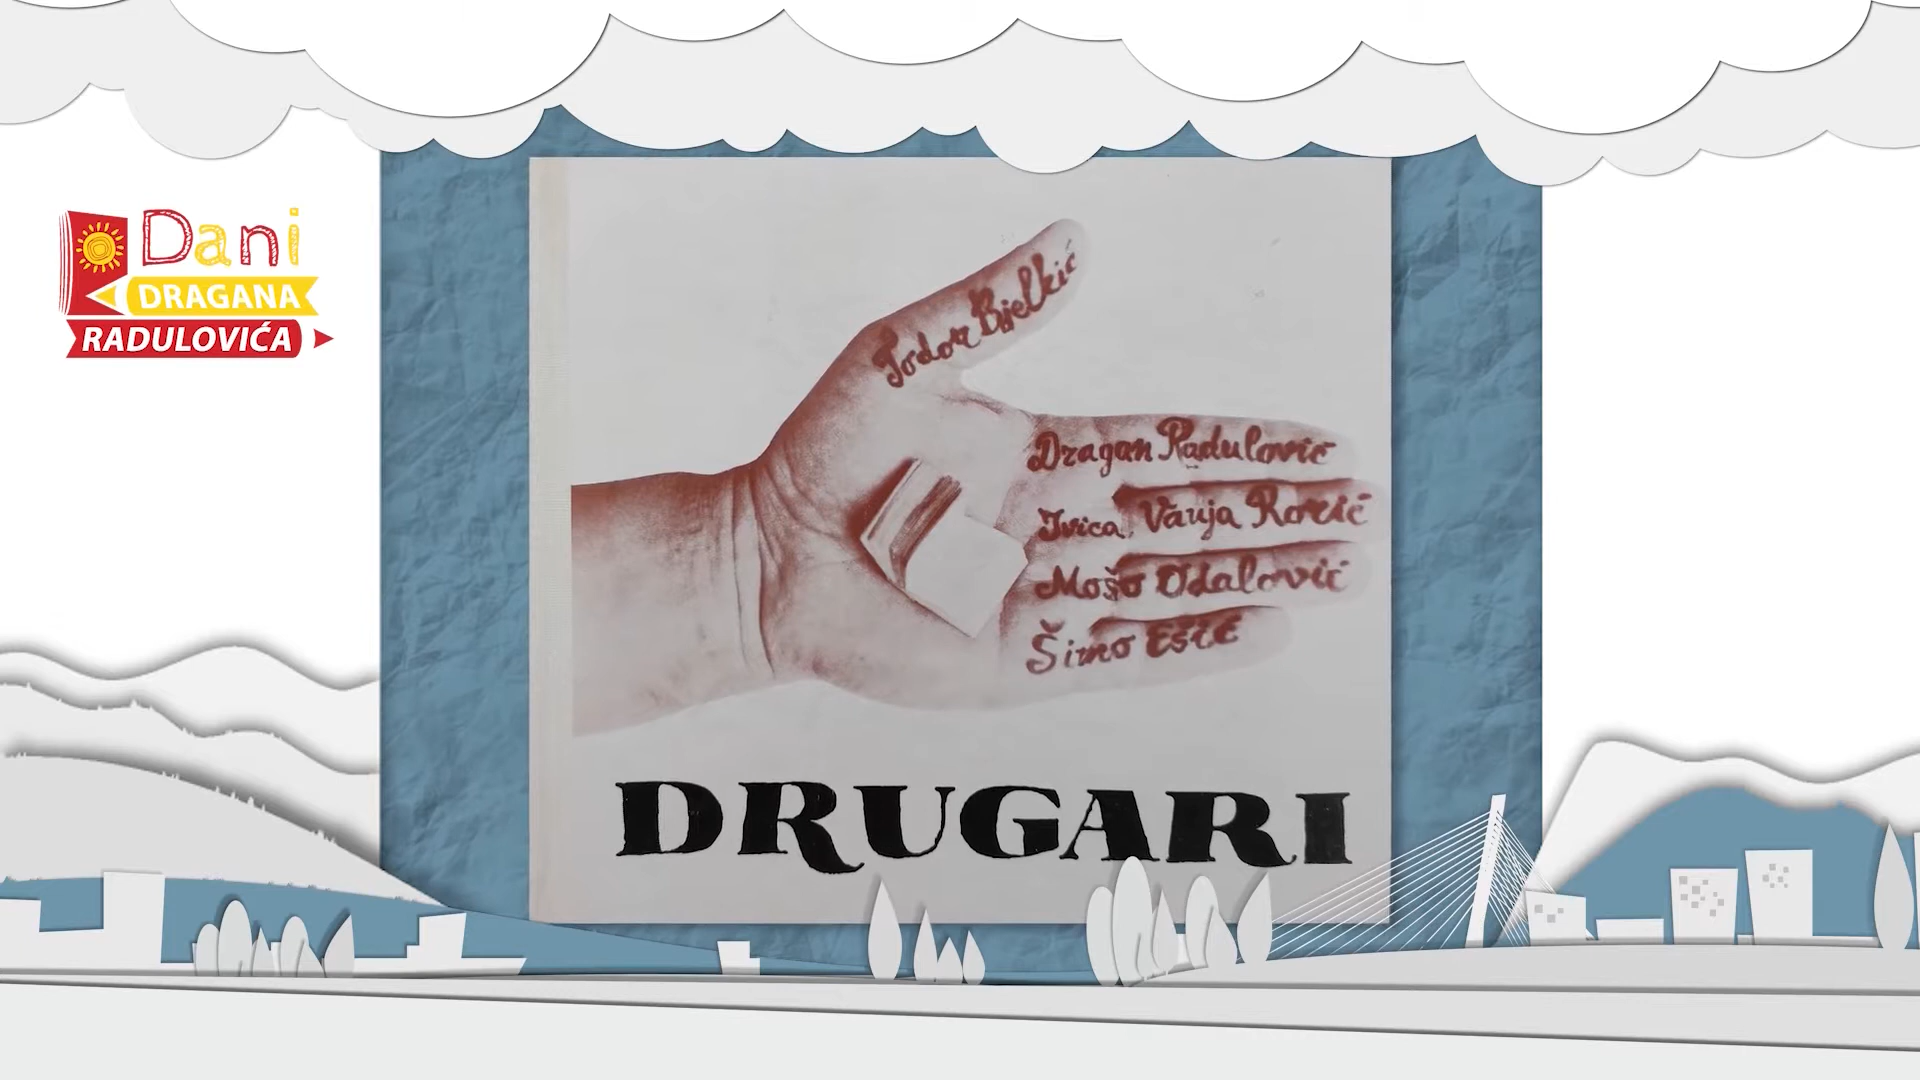 Dani
DRAGANA
RADULOVIĆA
Todor Bjelkić
Dragan Radulović
Ivica Vanja Rorić
Mošo Odalović
Šimo Ešić
DRUGARI